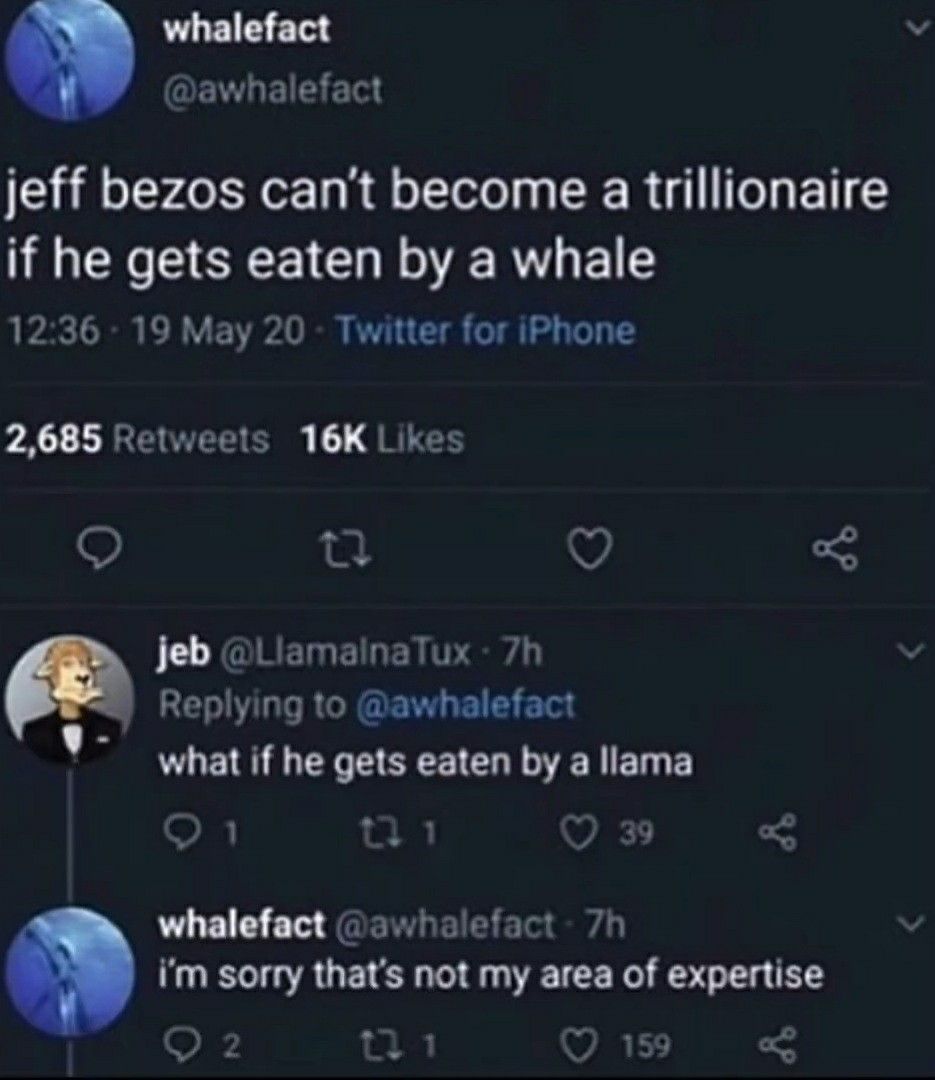 whalefact
@awhalefact
jeff bezos can't become a trillionaire
if he gets eaten by a whale
12:36 · 19 May 20 · Twitter for iPhone
2,685 Retweets 16K Likes
jeb @LlamaInaTux · 7h
Replying to @awhalefact
what if he gets eaten by a llama
1 1 39
whalefact @awhalefact · 7h
i'm sorry that's not my area of expertise
2 1 159